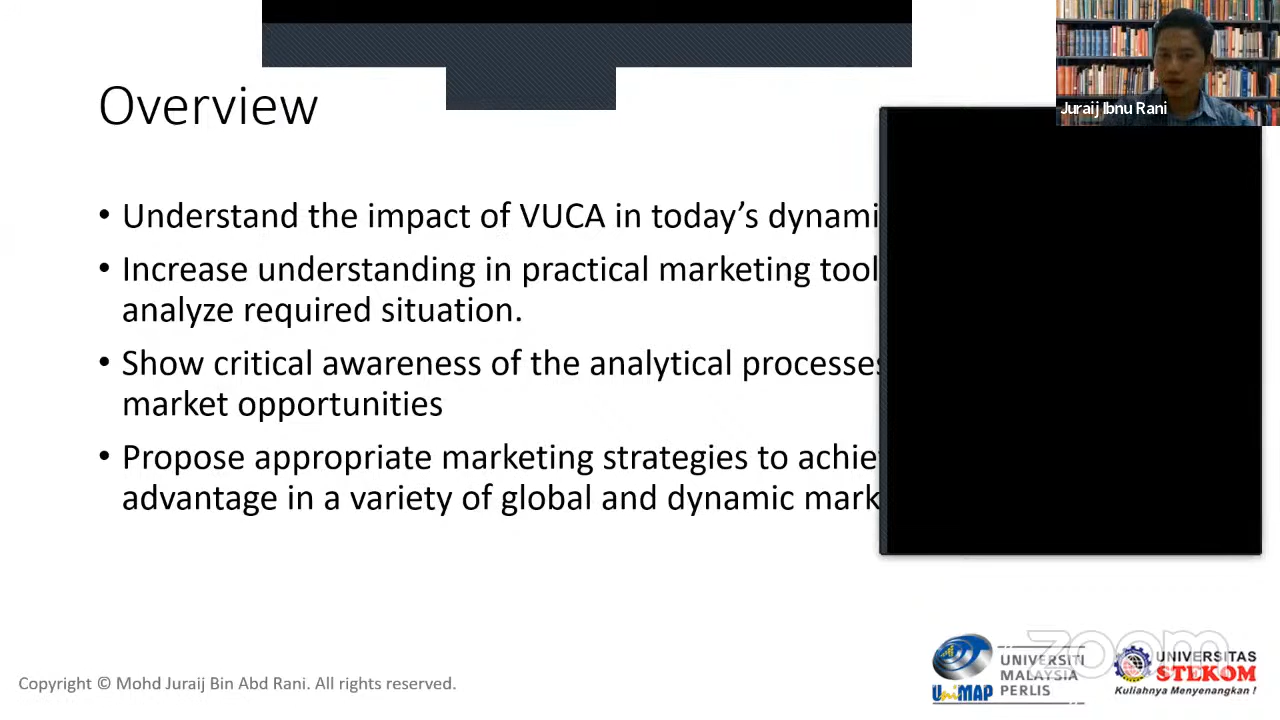 Juraij Ibnu Rani
Overview
• Understand the impact of VUCA in today’s dynami
• Increase understanding in practical marketing tool
analyze required situation.
• Show critical awareness of the analytical processes
market opportunities
• Propose appropriate marketing strategies to achie
advantage in a variety of global and dynamic mark
zoom
UniMAP
UNIVERSITI
MALAYSIA
PERLIS
UNIVERSITAS
STEKOM
Kuliahnya Menyenangkan !
Copyright © Mohd Juraij Bin Abd Rani. All rights reserved.